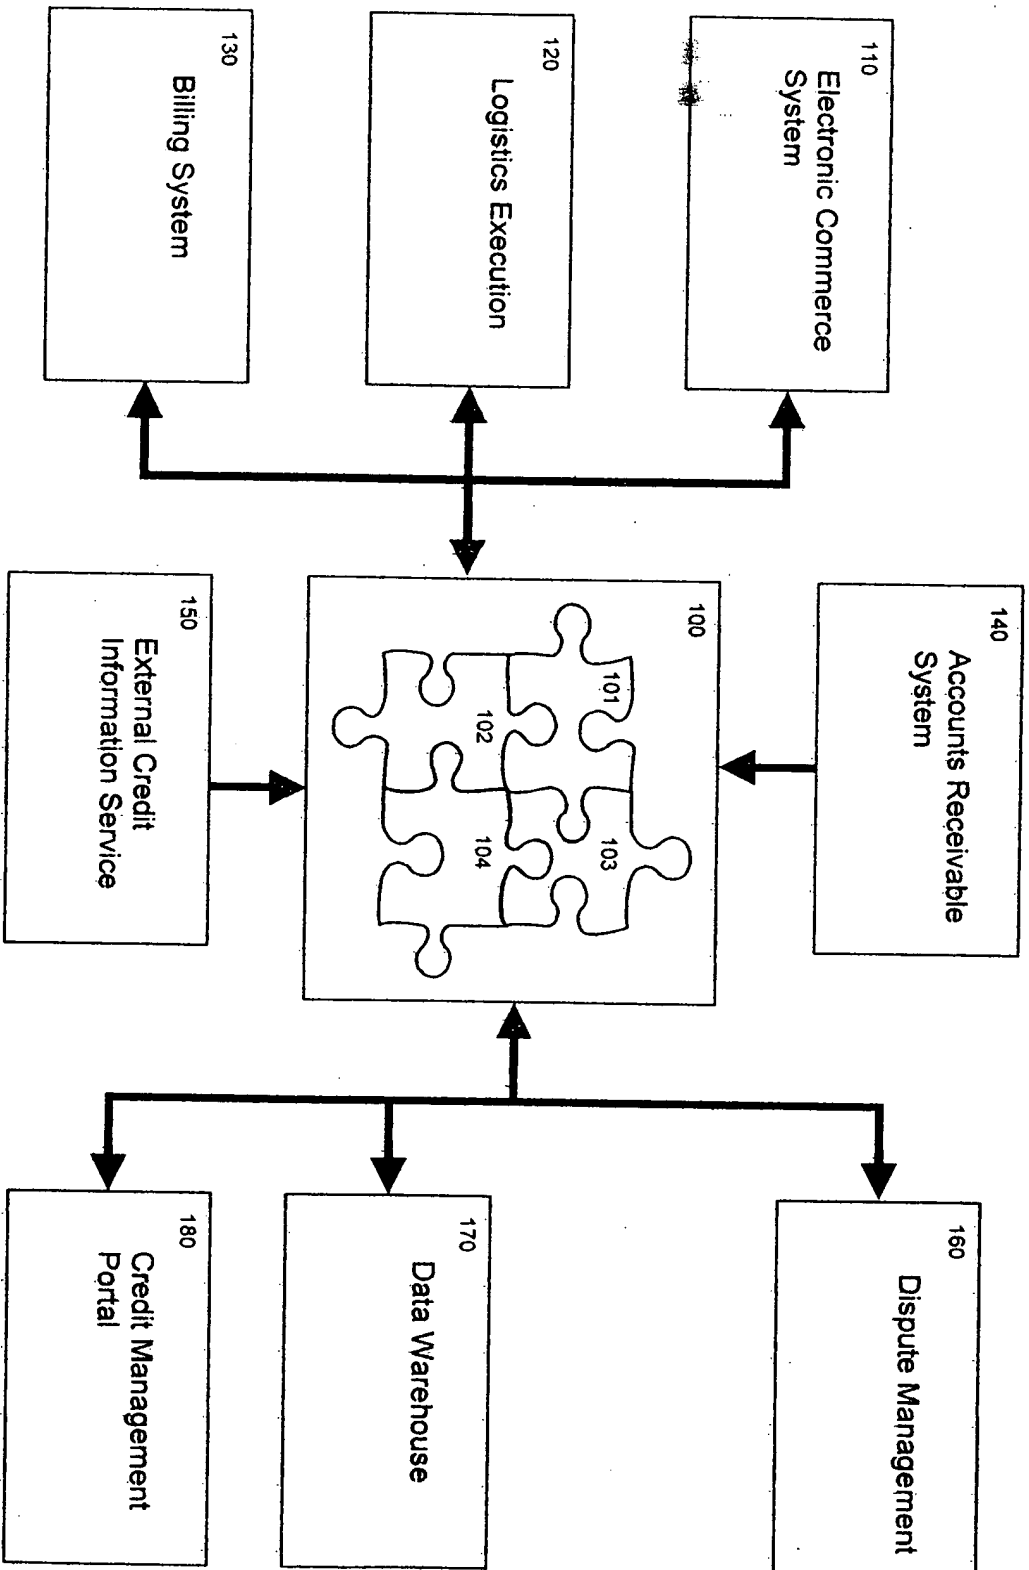 110
Electronic Commerce
System
120
Logistics Execution
130
Billing System
140
Accounts Receivable
System
100
101
103
102
104
150
External Credit
Information Service
160
Dispute Management
170
Data Warehouse
180
Credit Management
Portal